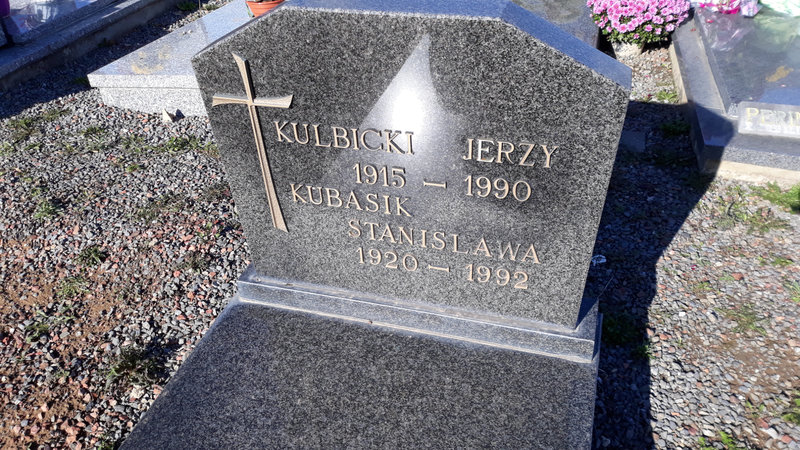 KULBICKI JERZY
1915 — 1990
KUBASIK
STANISLAWA
1920 — 1992